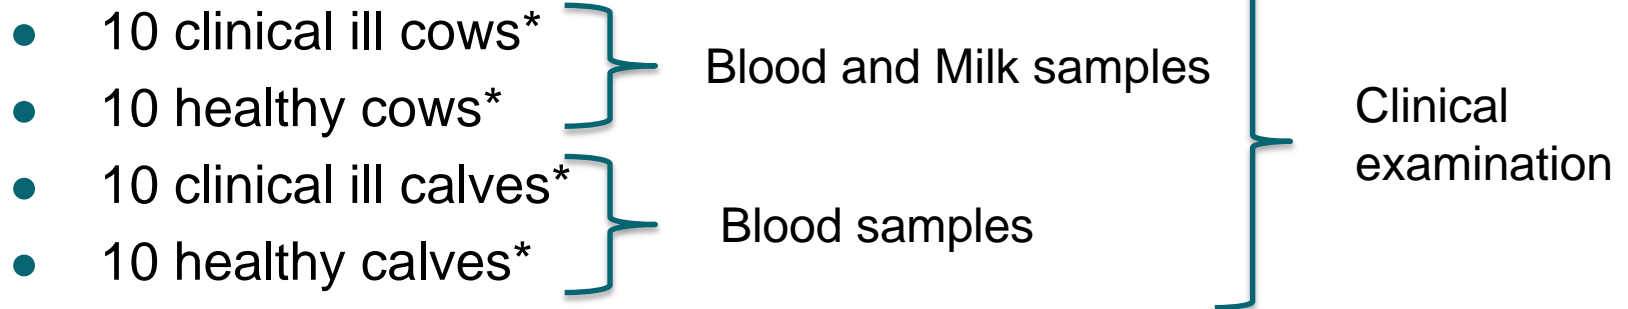 ● 10 clinical ill cows*
● 10 healthy cows*
Blood and Milk samples
● 10 clinical ill calves*
● 10 healthy calves*
Blood samples
Clinical
examination